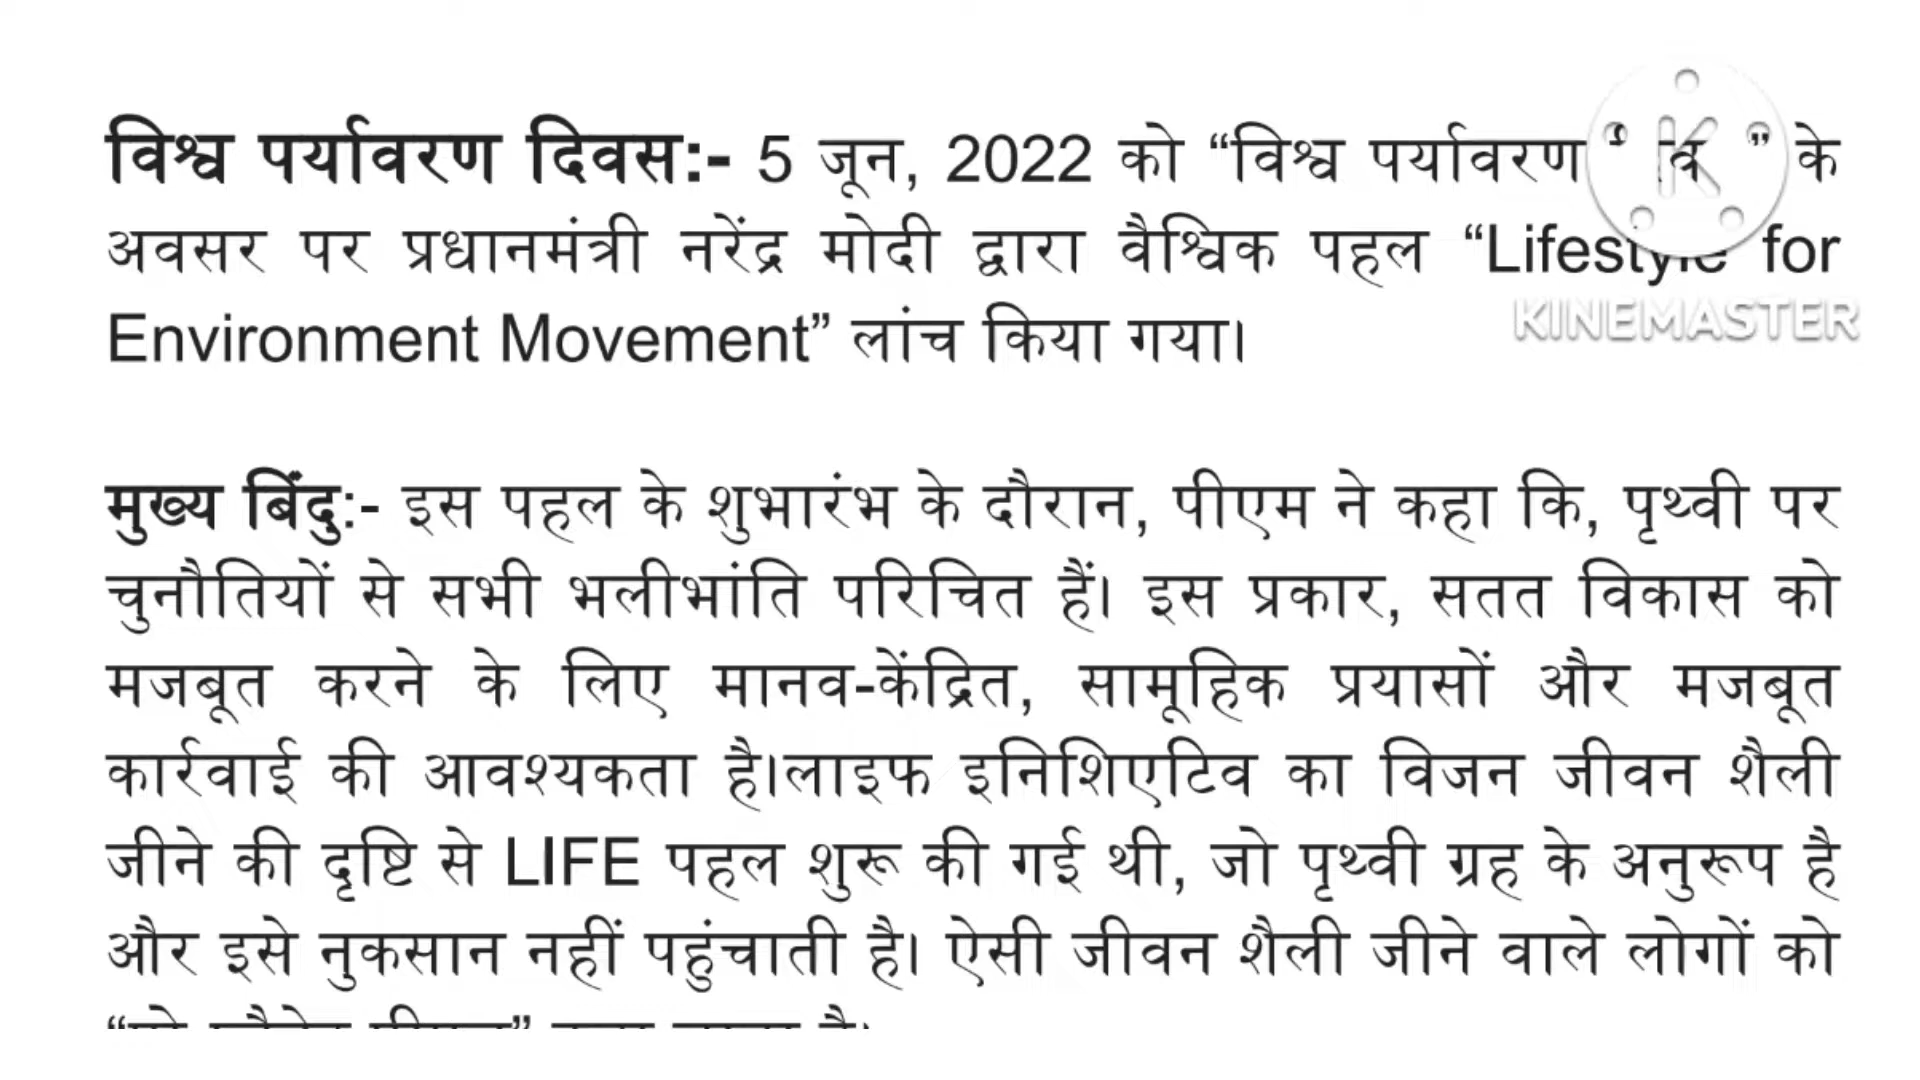 विश्व पर्यावरण दिवस:- 5 जून, 2022 को “विश्व पर्यावरण ” के
अवसर पर प्रधानमंत्री नरेंद्र मोदी द्वारा वैश्विक पहल “Lifestyle for
Environment Movement” लांच किया गया।
KINEMASTER
मुख्य बिंदु:- इस पहल के शुभारंभ के दौरान, पीएम ने कहा कि, पृथ्वी पर
चुनौतियों से सभी भलीभांति परिचित हैं। इस प्रकार, सतत विकास को
मजबूत करने के लिए मानव-केंद्रित, सामूहिक प्रयासों और मजबूत
कार्रवाई की आवश्यकता है।लाइफ इनिशिएटिव का विजन जीवन शैली
जीने की दृष्टि से LIFE पहल शुरू की गई थी, जो पृथ्वी ग्रह के अनुरूप है
और इसे नुकसान नहीं पहुंचाती है। ऐसी जीवन शैली जीने वाले लोगों को